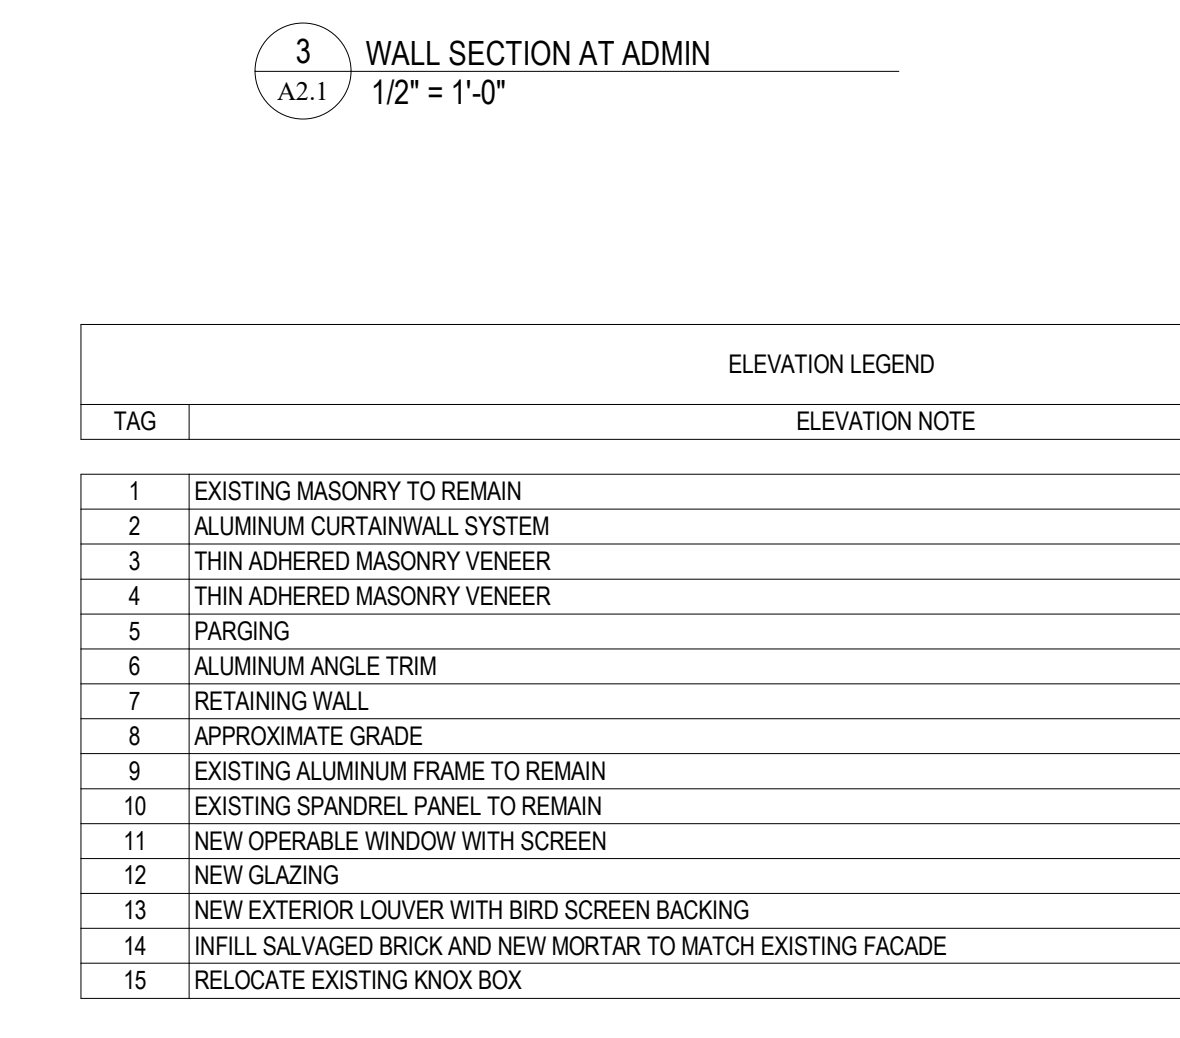 3 WALL SECTION AT ADMIN
A2.1 1/2" = 1'-0"
ELEVATION LEGEND
TAG ELEVATION NOTE
1 EXISTING MASONRY TO REMAIN
2 ALUMINUM CURTAINWALL SYSTEM
3 THIN ADHERED MASONRY VENEER
4 THIN ADHERED MASONRY VENEER
5 PARGING
6 ALUMINUM ANGLE TRIM
7 RETAINING WALL
8 APPROXIMATE GRADE
9 EXISTING ALUMINUM FRAME TO REMAIN
10 EXISTING SPANDREL PANEL TO REMAIN
11 NEW OPERABLE WINDOW WITH SCREEN
12 NEW GLAZING
13 NEW EXTERIOR LOUVER WITH BIRD SCREEN BACKING
14 INFILL SALVAGED BRICK AND NEW MORTAR TO MATCH EXISTING FACADE
15 RELOCATE EXISTING KNOX BOX